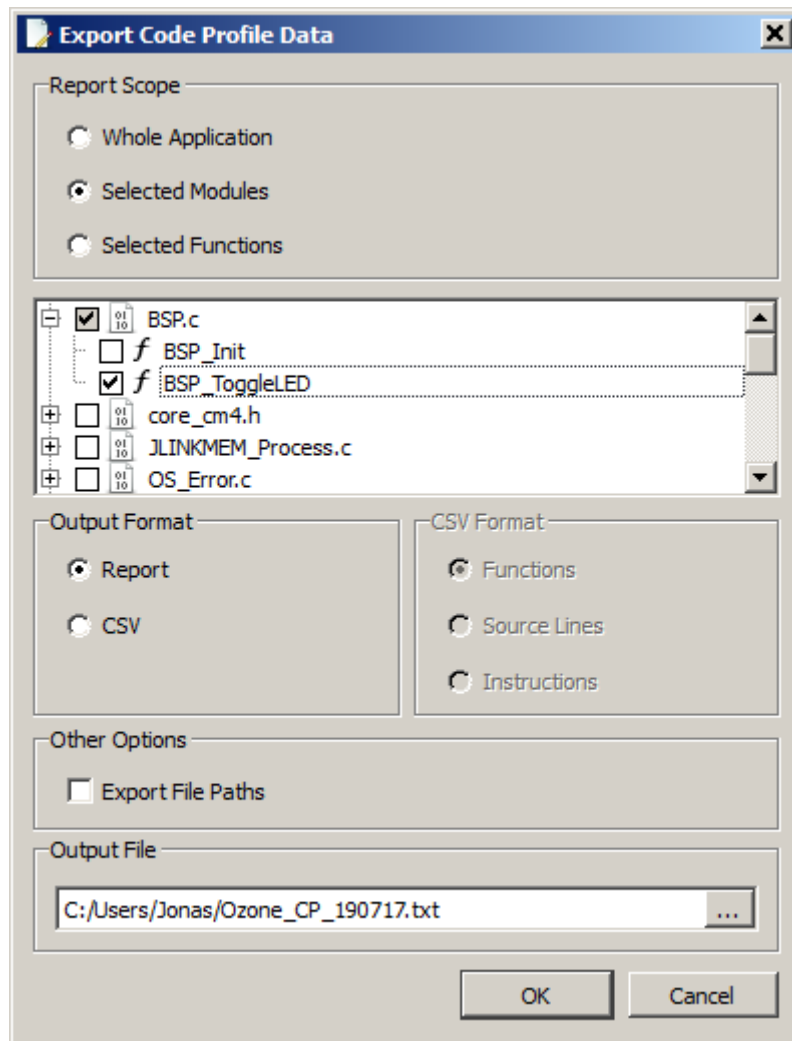 Export Code Profile Data
Report Scope
Whole Application
Selected Modules
Selected Functions
BSP.c
f BSP_Init
f BSP_ToggleLED
core_cm4.h
JLINKMEM_Process.c
OS_Error.c
Output Format
Report
CSV
CSV Format
Functions
Source Lines
Instructions
Other Options
Export File Paths
Output File
C:/Users/Jonas/Ozone_CP_190717.txt
...
OK
Cancel